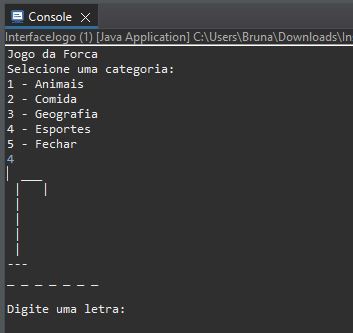 Console
InterfaceJogo (1) [Java Application] C:\Users\Bruna\Downloads\In
Jogo da Forca
Selecione uma categoria:
1 - Animais
2 - Comida
3 - Geografia
4 - Esportes
5 - Fechar
4
|  ___
 |   |
 |
 |
 |
 |
---
_ _ _ _ _ _ _
Digite uma letra: